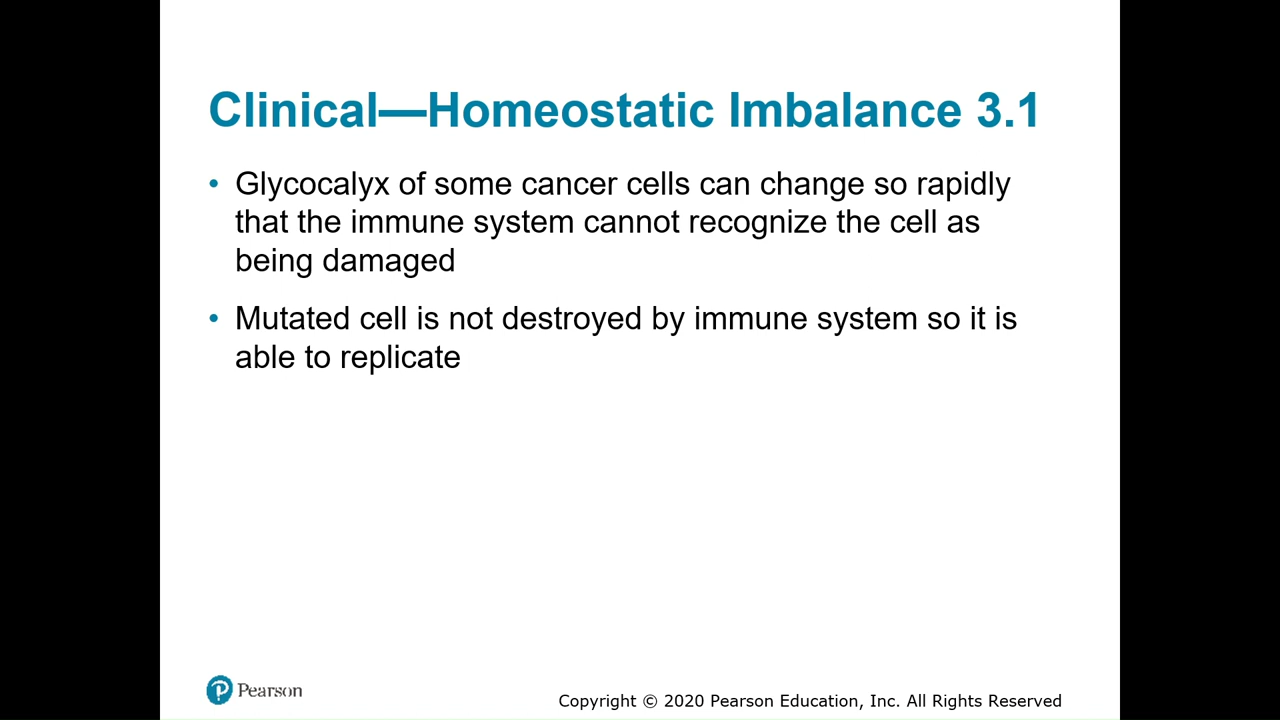 Clinical—Homeostatic Imbalance 3.1
• Glycocalyx of some cancer cells can change so rapidly
that the immune system cannot recognize the cell as
being damaged
• Mutated cell is not destroyed by immune system so it is
able to replicate
P Pearson
Copyright © 2020 Pearson Education, Inc. All Rights Reserved